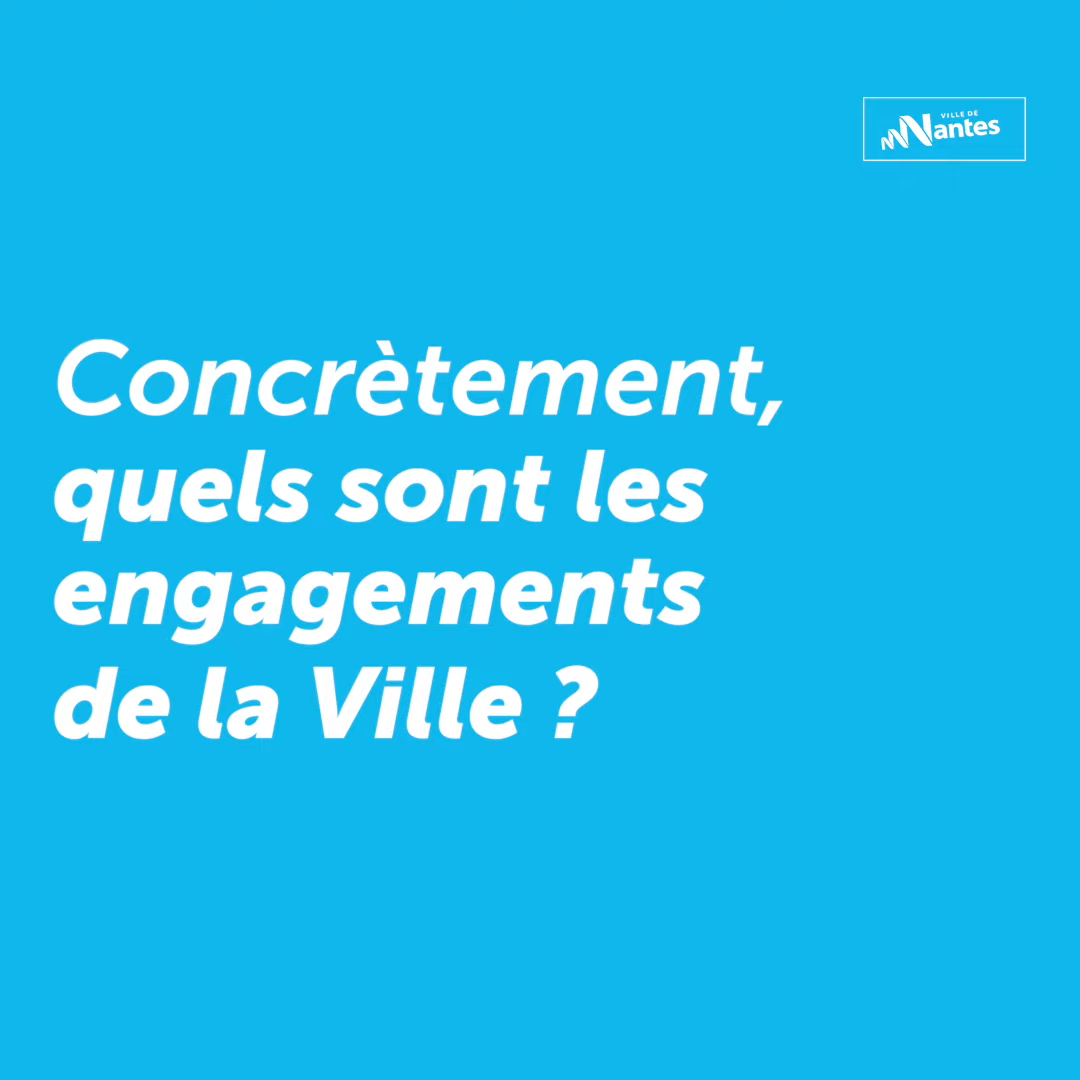 VILLE DE
Nantes
Concrètement,
quels sont les
engagements
de la Ville ?